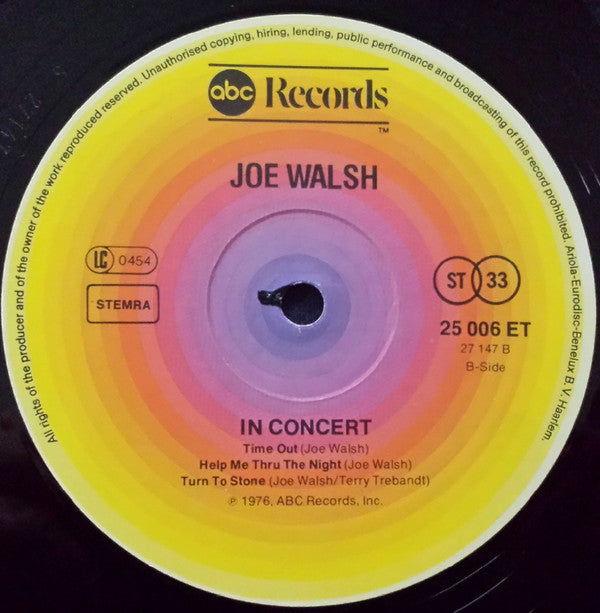 All rights of the producer and of the owner of the work reproduced reserved. Unauthorised copying, hiring, lending, public performance and broadcasting of this record prohibited. Ariola-Eurodisc-Benelux B.V. Haarlem.
abc Records
TM
JOE WALSH
LC 0454
STEMRA
ST 33
25 006 ET
27 147 B
B-Side
IN CONCERT
Time Out (Joe Walsh)
Help Me Thru The Night (Joe Walsh)
Turn To Stone (Joe Walsh/Terry Trebandt)
℗ 1976, ABC Records, Inc.